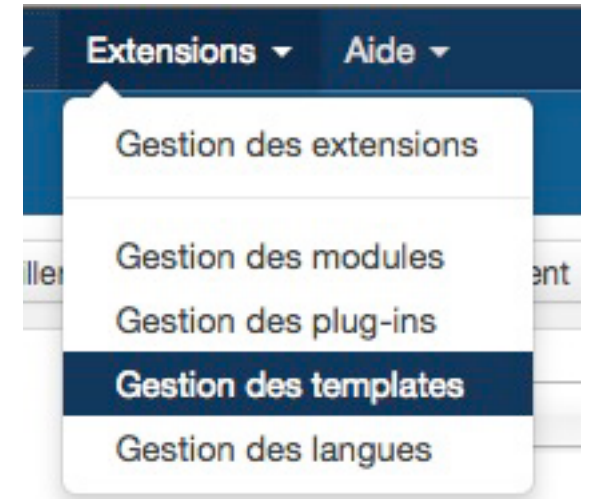 Extensions Aide
Gestion des extensions
Gestion des modules
Gestion des plug-ins
Gestion des templates
Gestion des langues